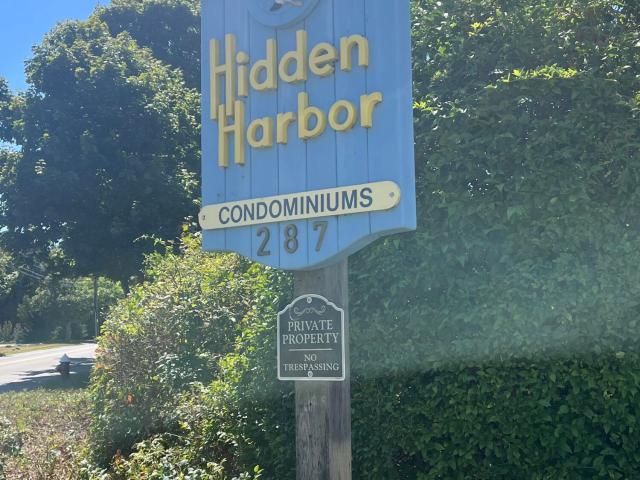 Hidden
Harbor
CONDOMINIUMS
287
PRIVATE
PROPERTY
NO
TRESPASSING